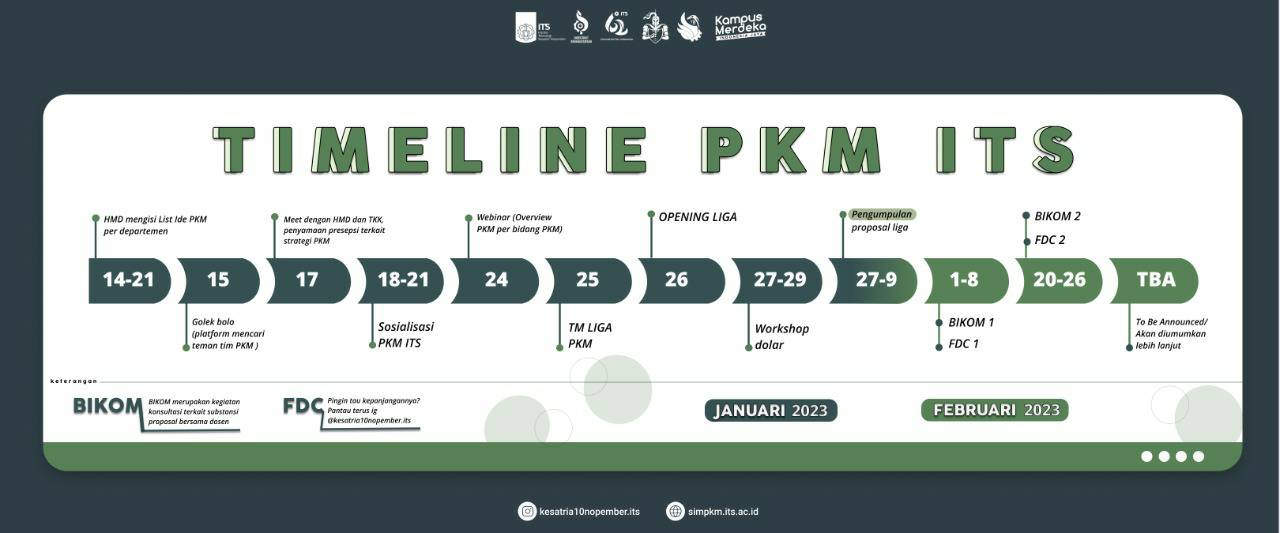 ITS
ITS
Kampus
Merdeka
INDONESIA JAYA
TIMELINE PKM ITS
HMD mengisi List Ide PKM
per departemen
Meet dengan HMD dan TKK,
penyamaan presepsi terkait
strategi PKM
Webinar (Overview
PKM per bidang PKM)
OPENING LIGA
Pengumpulan
proposal liga
BIKOM 2
FDC 2
14-21 15 17 18-21 24 25 26 27-29 27-9 1-8 20-26 TBA
Golek bolo
(platform mencari
teman tim PKM )
Sosialisasi
PKM ITS
TM LIGA
PKM
Workshop
dolar
BIKOM 1
FDC 1
To Be Announced/
Akan diumumkan
lebih lanjut
keterangan
BIKOM
BIKOM merupakan kegiatan
konsultasi terkait substansi
proposal bersama dosen
FDC
Pingin tau kepanjangannya?
Pantau terus ig
@kesatria10nopember.its
JANUARI 2023
FEBRUARI 2023
kesatria10nopember.its
simpkm.its.ac.id